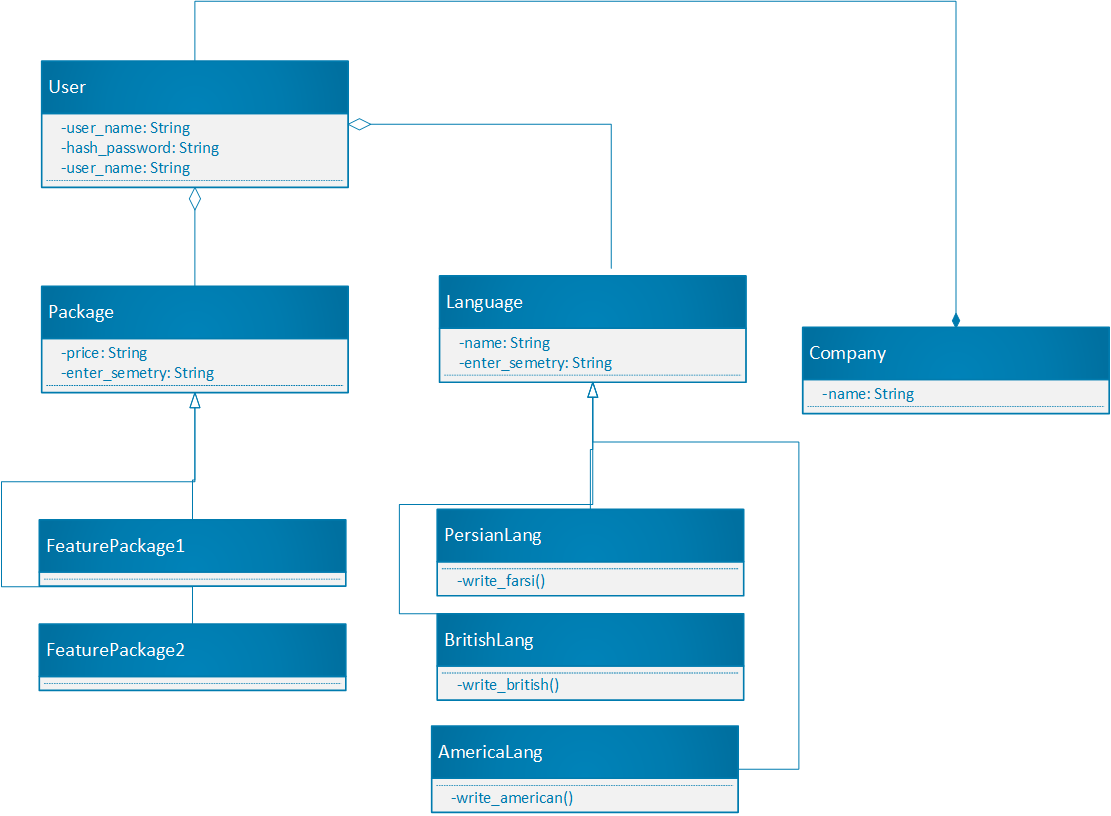 User
-user_name: String
-hash_password: String
-user_name: String
Package
-price: String
-enter_semetry: String
Language
-name: String
-enter_semetry: String
Company
-name: String
FeaturePackage1
FeaturePackage2
PersianLang
-write_farsi()
BritishLang
-write_british()
AmericaLang
-write_american()